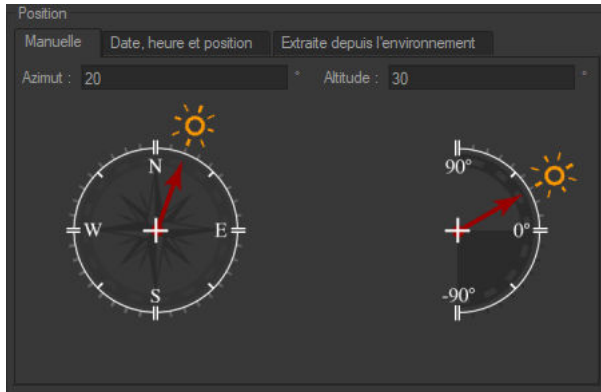 Position
Manuelle Date, heure et position Extraite depuis l'environnement
Azimut : 20 ° Altitude : 30 °
N
W E
S
90°
0°
-90°